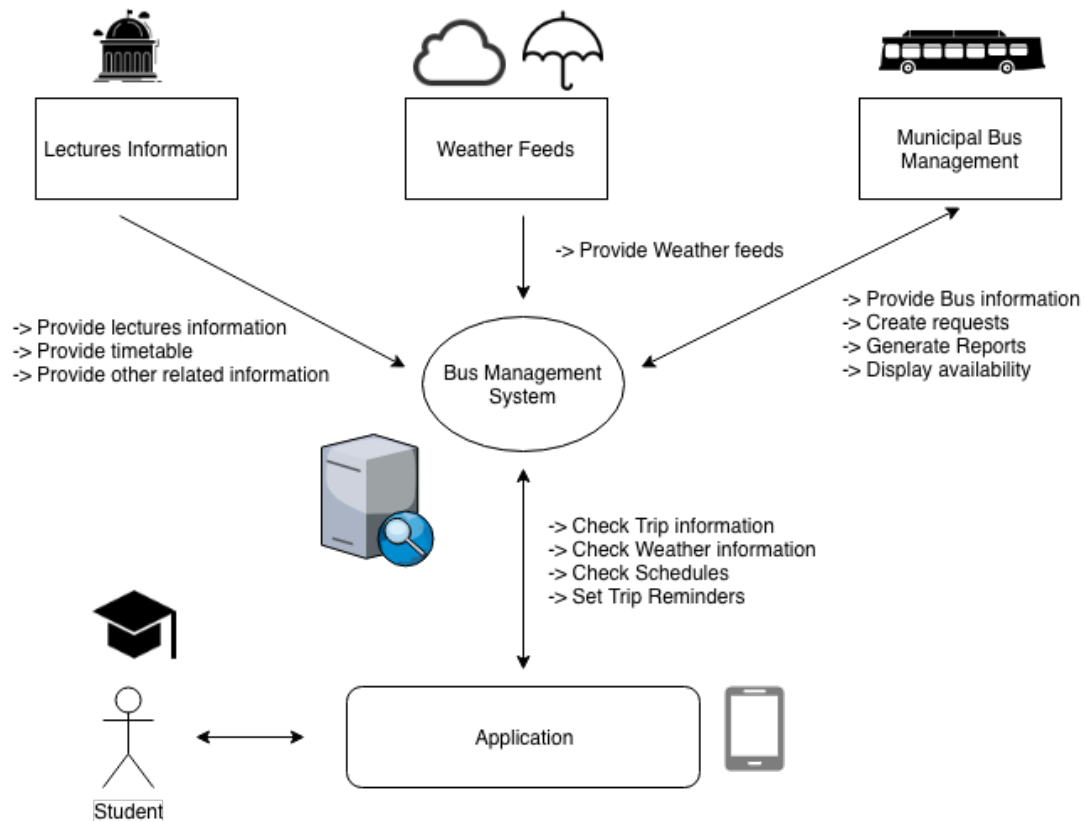 Lectures Information
Weather Feeds
Municipal Bus
Management
-> Provide Weather feeds
-> Provide lectures information
-> Provide timetable
-> Provide other related information
-> Provide Bus information
-> Create requests
-> Generate Reports
-> Display availability
Bus Management
System
-> Check Trip information
-> Check Weather information
-> Check Schedules
-> Set Trip Reminders
Application
Student